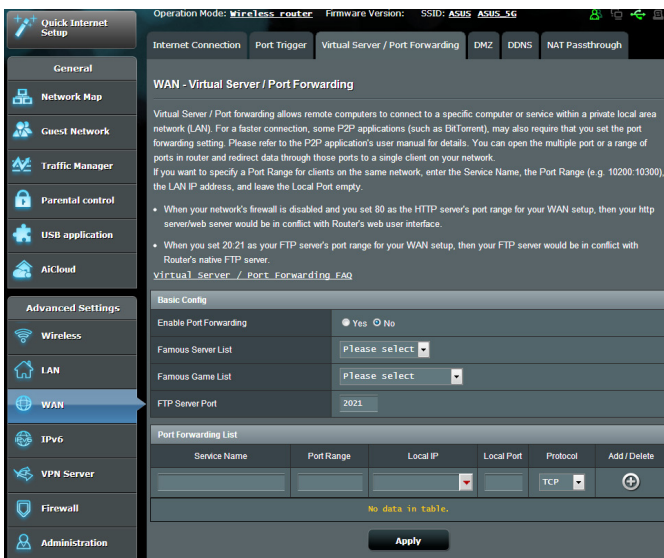 Quick Internet Setup
Operation Mode: Wireless router Firmware Version: SSID: ASUS ASUS_5G
Internet Connection Port Trigger Virtual Server / Port Forwarding DMZ DDNS NAT Passthrough
General
Network Map
Guest Network
Traffic Manager
Parental control
USB application
AiCloud
Advanced Settings
Wireless
LAN
WAN
IPv6
VPN Server
Firewall
Administration
WAN - Virtual Server / Port Forwarding
Virtual Server / Port forwarding allows remote computers to connect to a specific computer or service within a private local area
network (LAN). For a faster connection, some P2P applications (such as BitTorrent), may also require that you set the port
forwarding setting. Please refer to the P2P application's user manual for details. You can open the multiple port or a range of
ports in router and redirect data through those ports to a single client on your network.
If you want to specify a Port Range for clients on the same network, enter the Service Name, the Port Range (e.g. 10200:10300),
the LAN IP address, and leave the Local Port empty.
• When your network's firewall is disabled and you set 80 as the HTTP server's port range for your WAN setup, then your http
server/web server would be in conflict with Router's web user interface.
• When you set 20:21 as your FTP server's port range for your WAN setup, then your FTP server would be in conflict with
Router's native FTP server.
Virtual Server / Port Forwarding FAQ
Basic Config
Enable Port Forwarding Yes No
Famous Server List Please select
Famous Game List Please select
FTP Server Port 2021
Port Forwarding List
Service Name Port Range Local IP Local Port Protocol Add / Delete
TCP
No data in table.
Apply